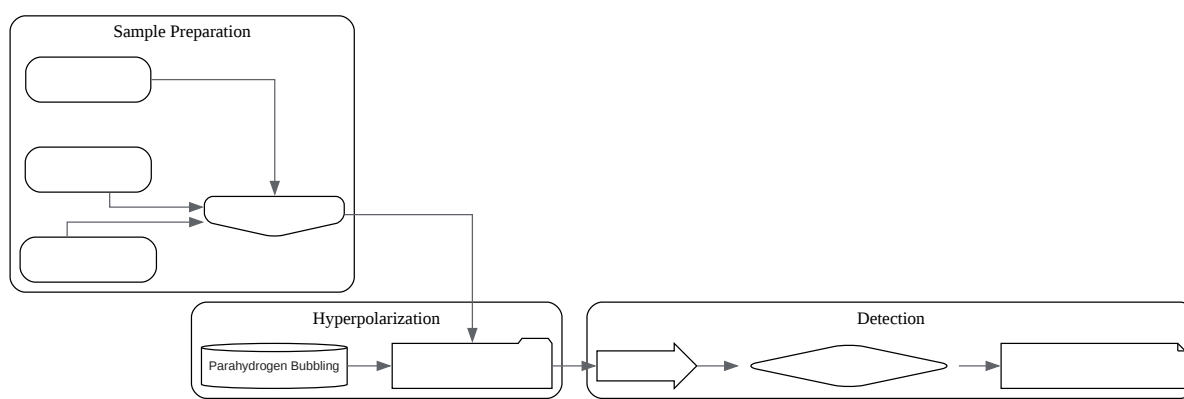 Sample Preparation
Hyperpolarization
Detection
Parahydrogen Bubbling